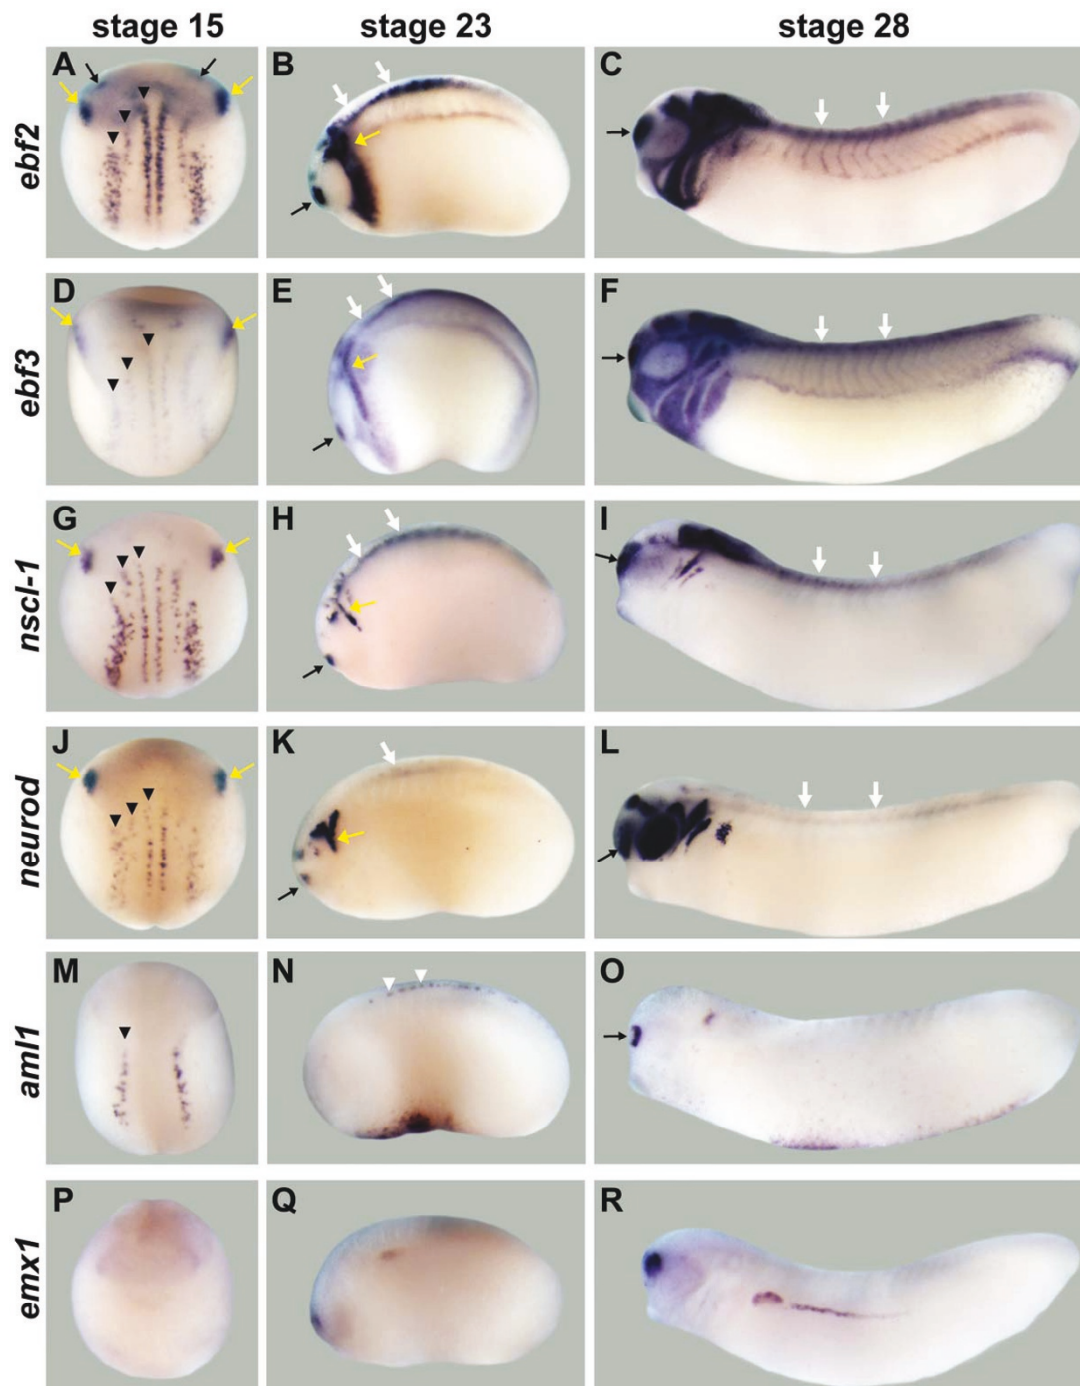 stage 15 stage 23 stage 28
ebf2
A B C
ebf3
D E F
nscl-1
G H I
neurod
J K L
aml1
M N O
emx1
P Q R